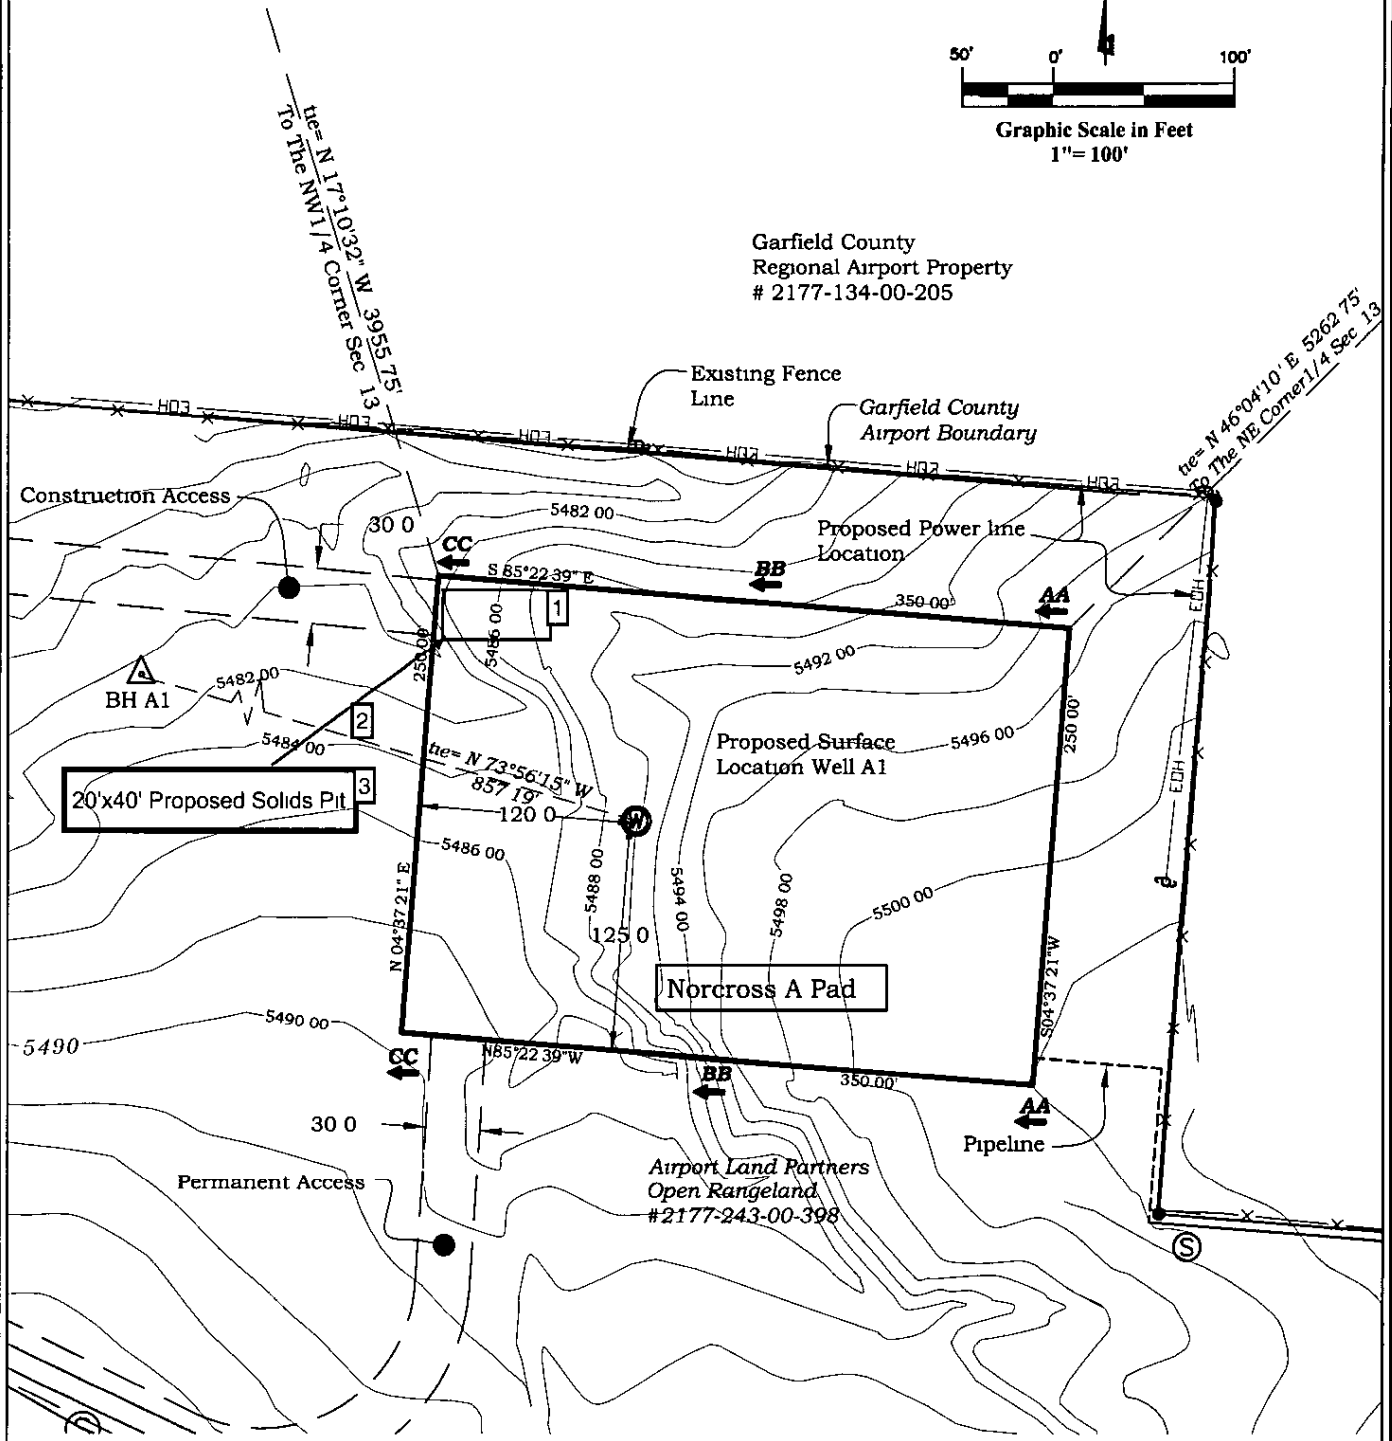 50'
0'
100'
Graphic Scale in Feet
1"= 100'
tie= N 17°10'32" W 3955 75'
To The NW1/4 Corner Sec 13
Garfield County
Regional Airport Property
# 2177-134-00-205
tie= N 46°04'10' E 5262 75'
To The NE Corner1/4 Sec 13
Existing Fence
Line
Garfield County
Airport Boundary
Construction Access
30 0
5482 00
Proposed Power line
Location
CC
BB
AA
S 85°22 39" E
350 00'
1
5486 00
250 00'
5492 00
BH A1
5482 00
2
5484 00
Proposed Surface
Location Well A1
5496 00
250 00'
tie= N 73°56'15" W
857 19'
3
20'x40' Proposed Solids Pit
120 0
W
5486 00
5488 00
5494 00
5498 00
5500 00
N 04°37 21" E
125 0
Norcross A Pad
S04°37 21"W
5490 00
5490
CC
N85°22 39"W
BB
350.00'
AA
30 0
Pipeline
Permanent Access
Airport Land Partners
Open Rangeland
#2177-243-00-398
S